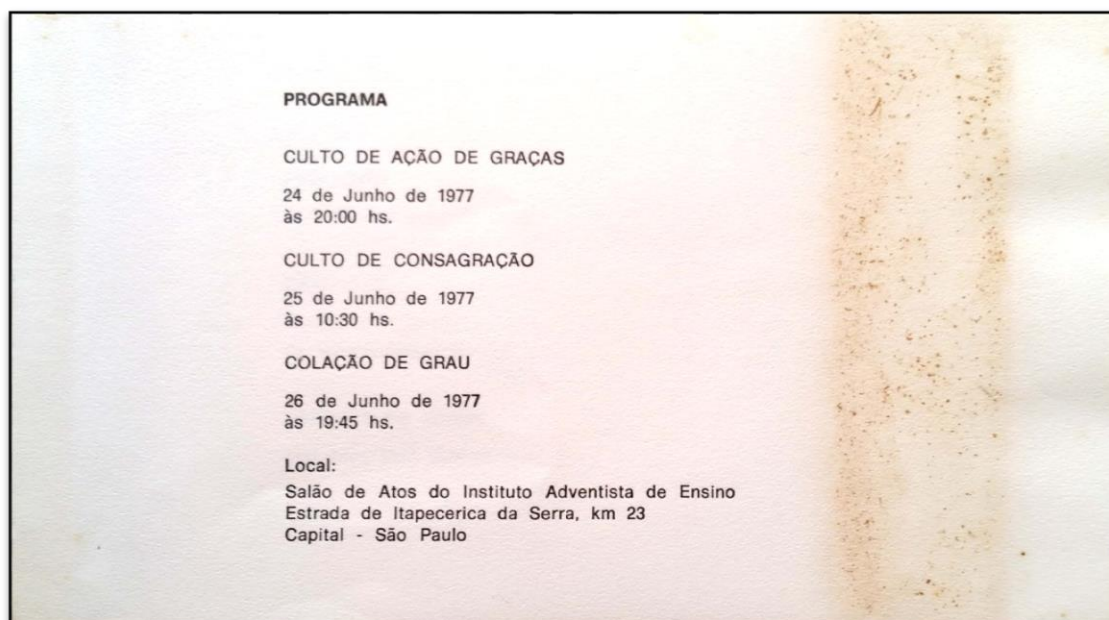 PROGRAMA
CULTO DE AÇÃO DE GRAÇAS
24 de Junho de 1977
às 20:00 hs.
CULTO DE CONSAGRAÇÃO
25 de Junho de 1977
às 10:30 hs.
COLAÇÃO DE GRAU
26 de Junho de 1977
às 19:45 hs.
Local:
Salão de Atos do Instituto Adventista de Ensino
Estrada de Itapecerica da Serra, km 23
Capital - São Paulo